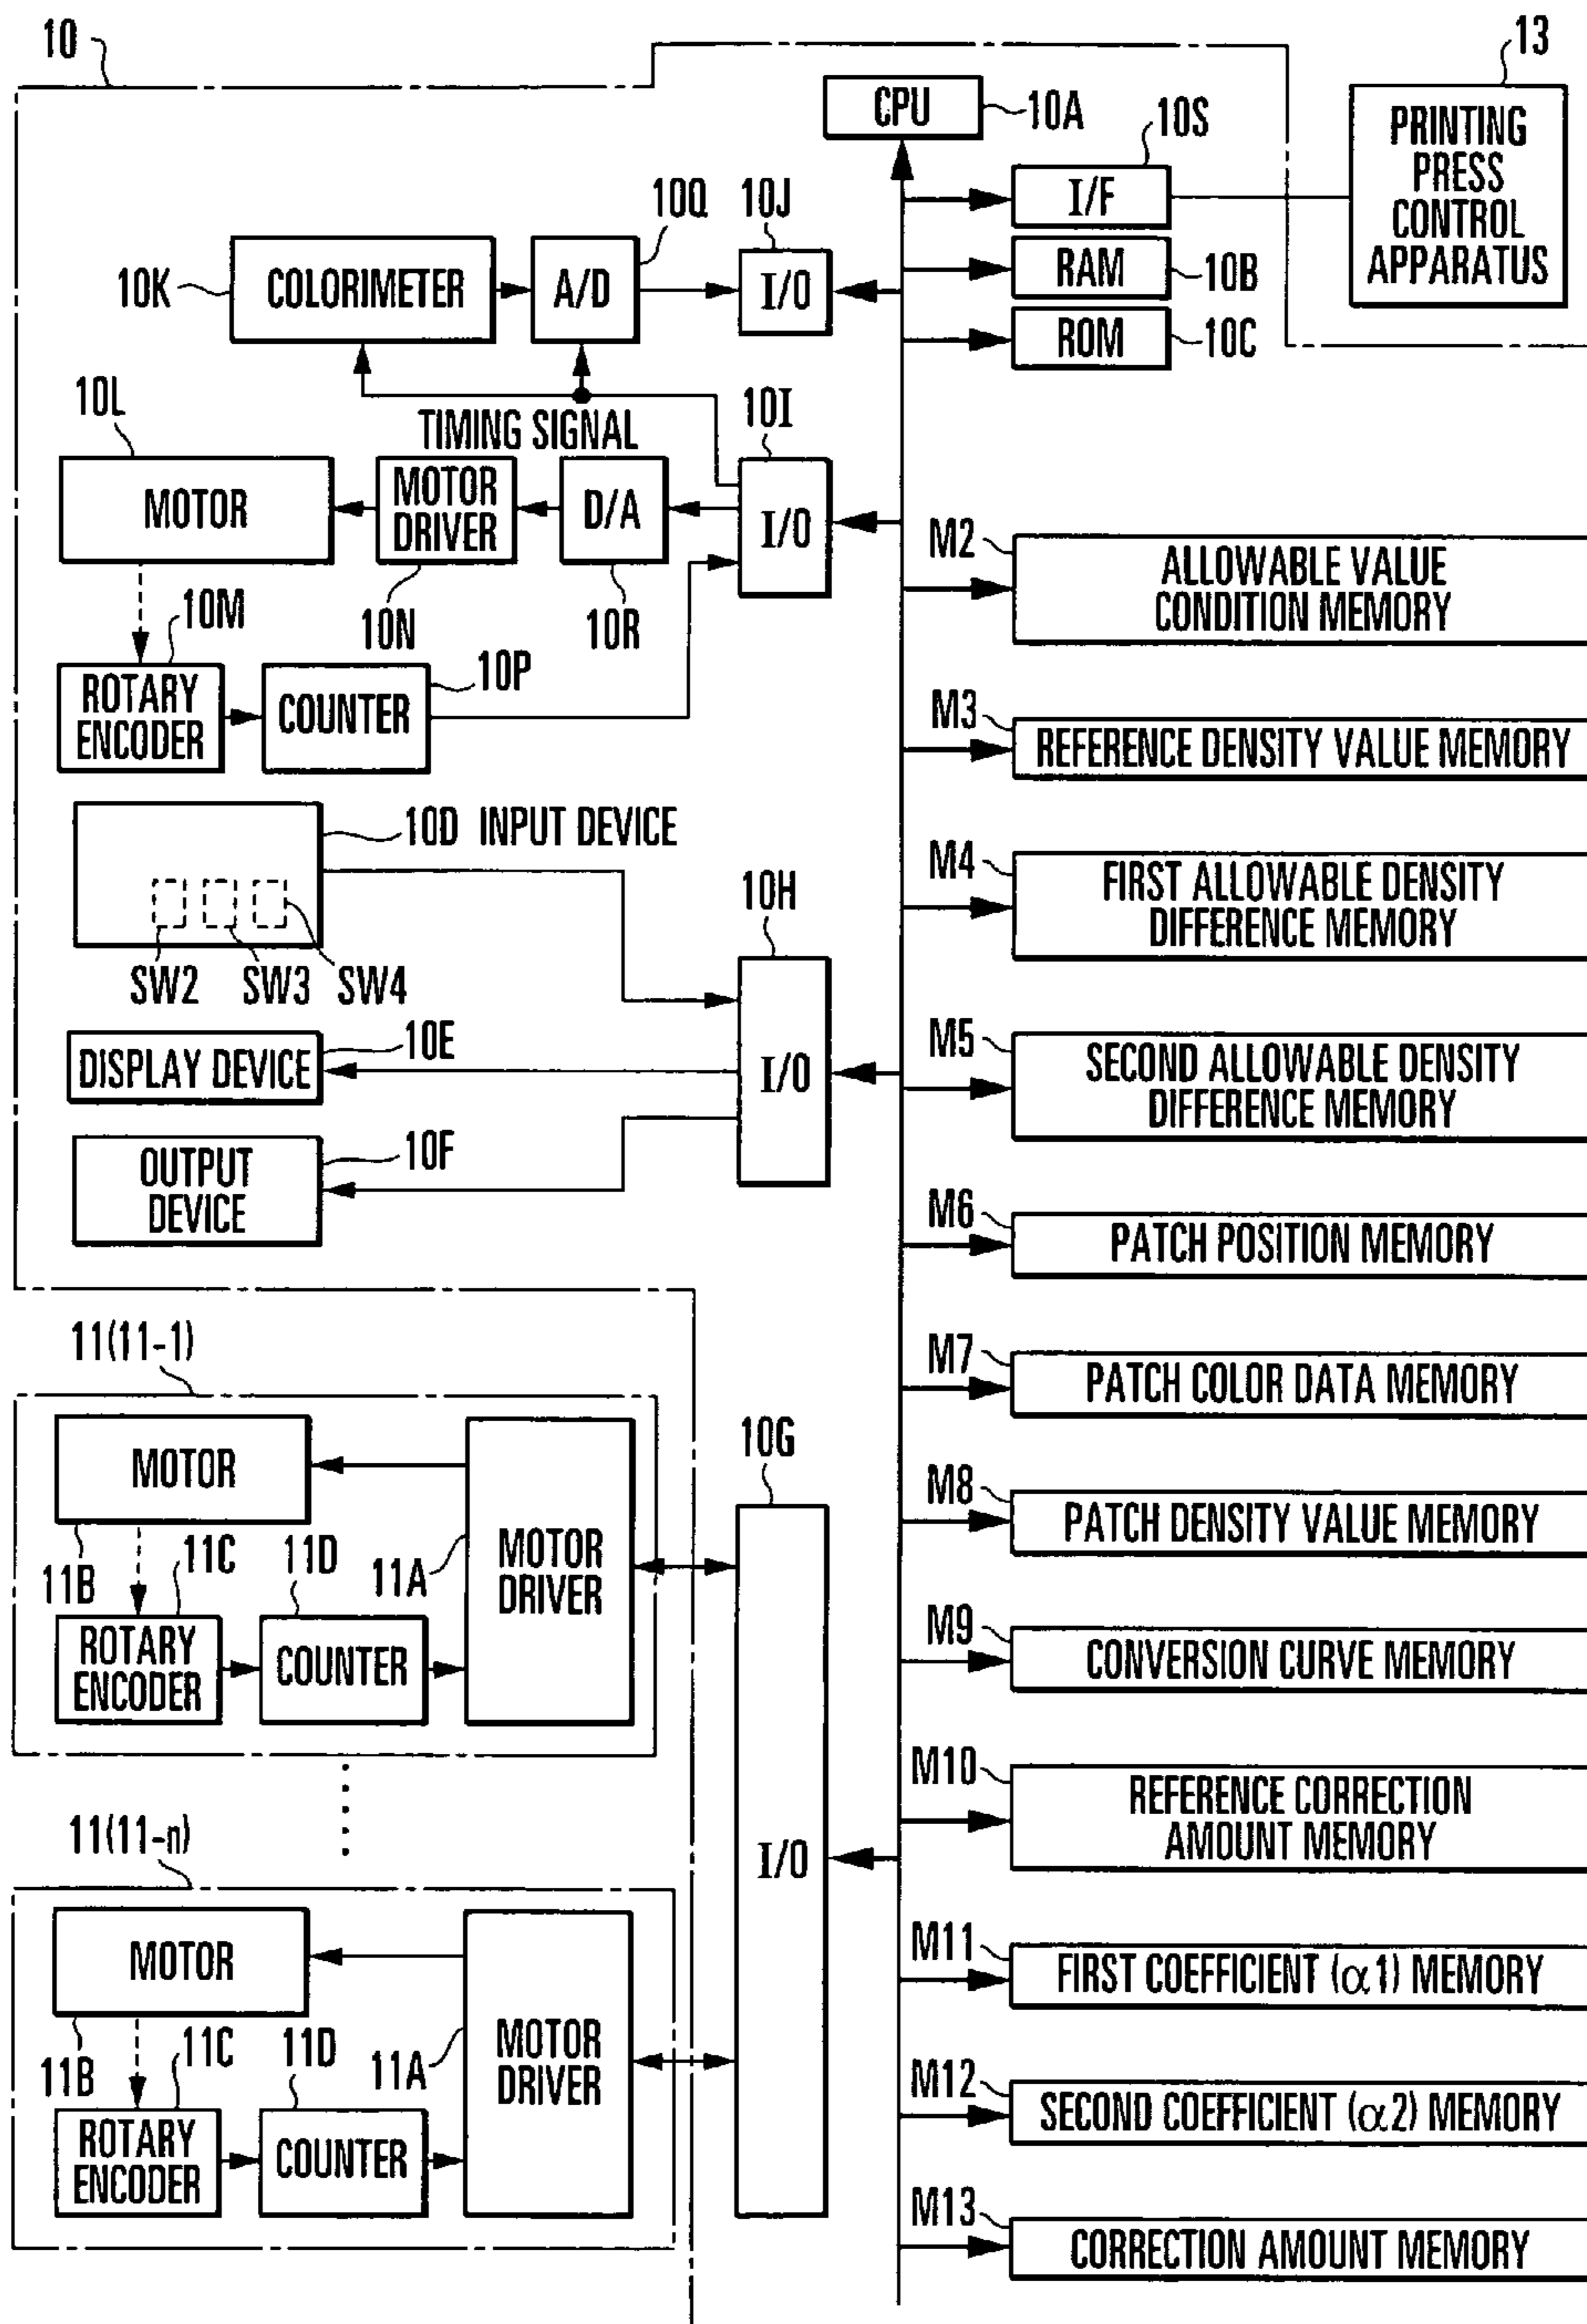 10
13
CPU
10A
10S
PRINTING
PRESS
CONTROL
APPARATUS
I/F
10Q
10J
10K
COLORIMETER
A/D
I/O
RAM
10B
ROM
10C
10L
TIMING SIGNAL
10I
MOTOR
MOTOR
DRIVER
D/A
I/O
10M
10N
10R
M2
ALLOWABLE VALUE
CONDITION MEMORY
ROTARY
ENCODER
COUNTER
10P
M3
REFERENCE DENSITY VALUE MEMORY
10D INPUT DEVICE
SW2 SW3 SW4
10H
M4
FIRST ALLOWABLE DENSITY
DIFFERENCE MEMORY
10E
DISPLAY DEVICE
I/O
M5
SECOND ALLOWABLE DENSITY
DIFFERENCE MEMORY
10F
OUTPUT
DEVICE
M6
PATCH POSITION MEMORY
11(11-1)
M7
PATCH COLOR DATA MEMORY
MOTOR
10G
M8
PATCH DENSITY VALUE MEMORY
11B
11C
11D
11A
MOTOR
DRIVER
ROTARY
ENCODER
COUNTER
M9
CONVERSION CURVE MEMORY
M10
REFERENCE CORRECTION
AMOUNT MEMORY
11(11-n)
I/O
MOTOR
M11
FIRST COEFFICIENT (α1) MEMORY
11B
11C
11D
11A
MOTOR
DRIVER
M12
SECOND COEFFICIENT (α2) MEMORY
ROTARY
ENCODER
COUNTER
M13
CORRECTION AMOUNT MEMORY